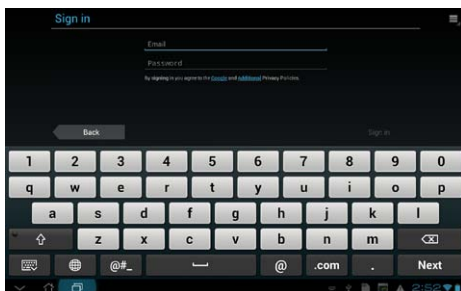 Sign in
Email
Password
By signing in you agree to the Google and Additional Privacy Policies.
Back
Sign in
1 2 3 4 5 6 7 8 9 0
q w e r t y u i o p
a s d f g h j k l
z x c v b n m
@#_ @ .com . Next
2:52